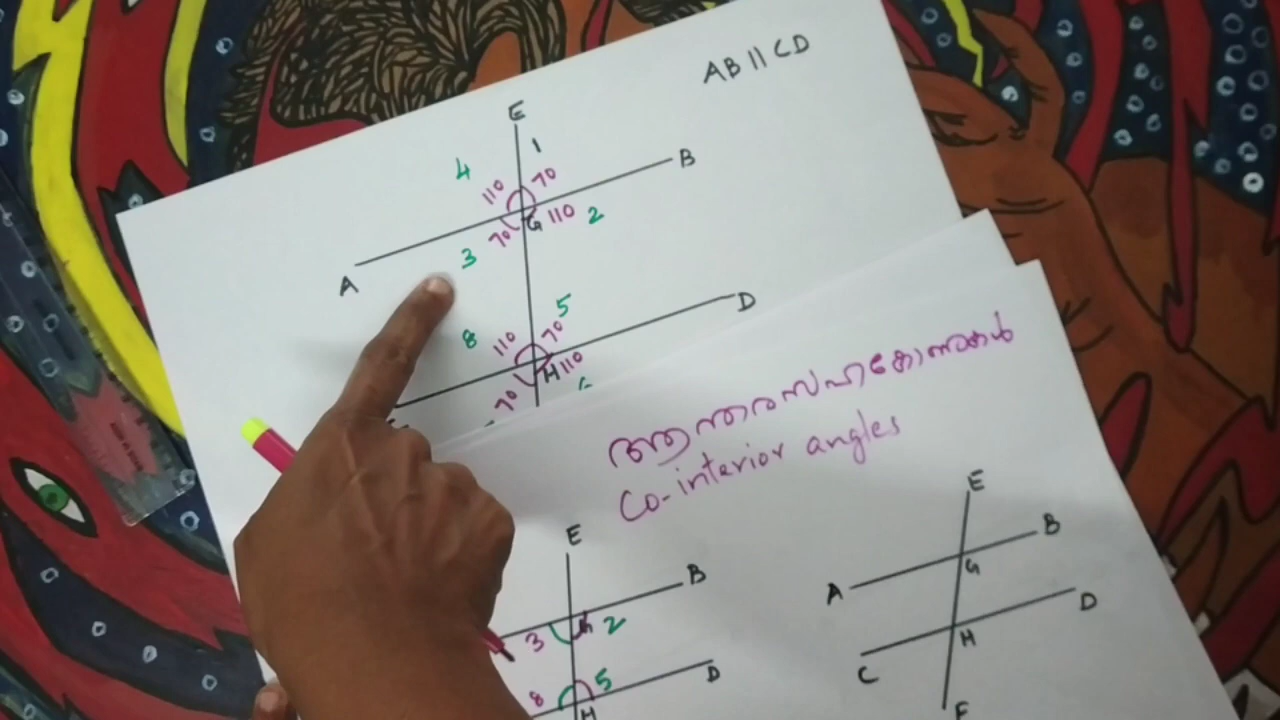 AB || CD
E
4 1
110 70 B
G 110 2
70
3
A
5 D
8 110 70
H 110
70
ആന്തരസഹകോണുകൾ
Co-interior angles
E
B
3 2
8 5 D
H
E
B
A G
D
H
C
F